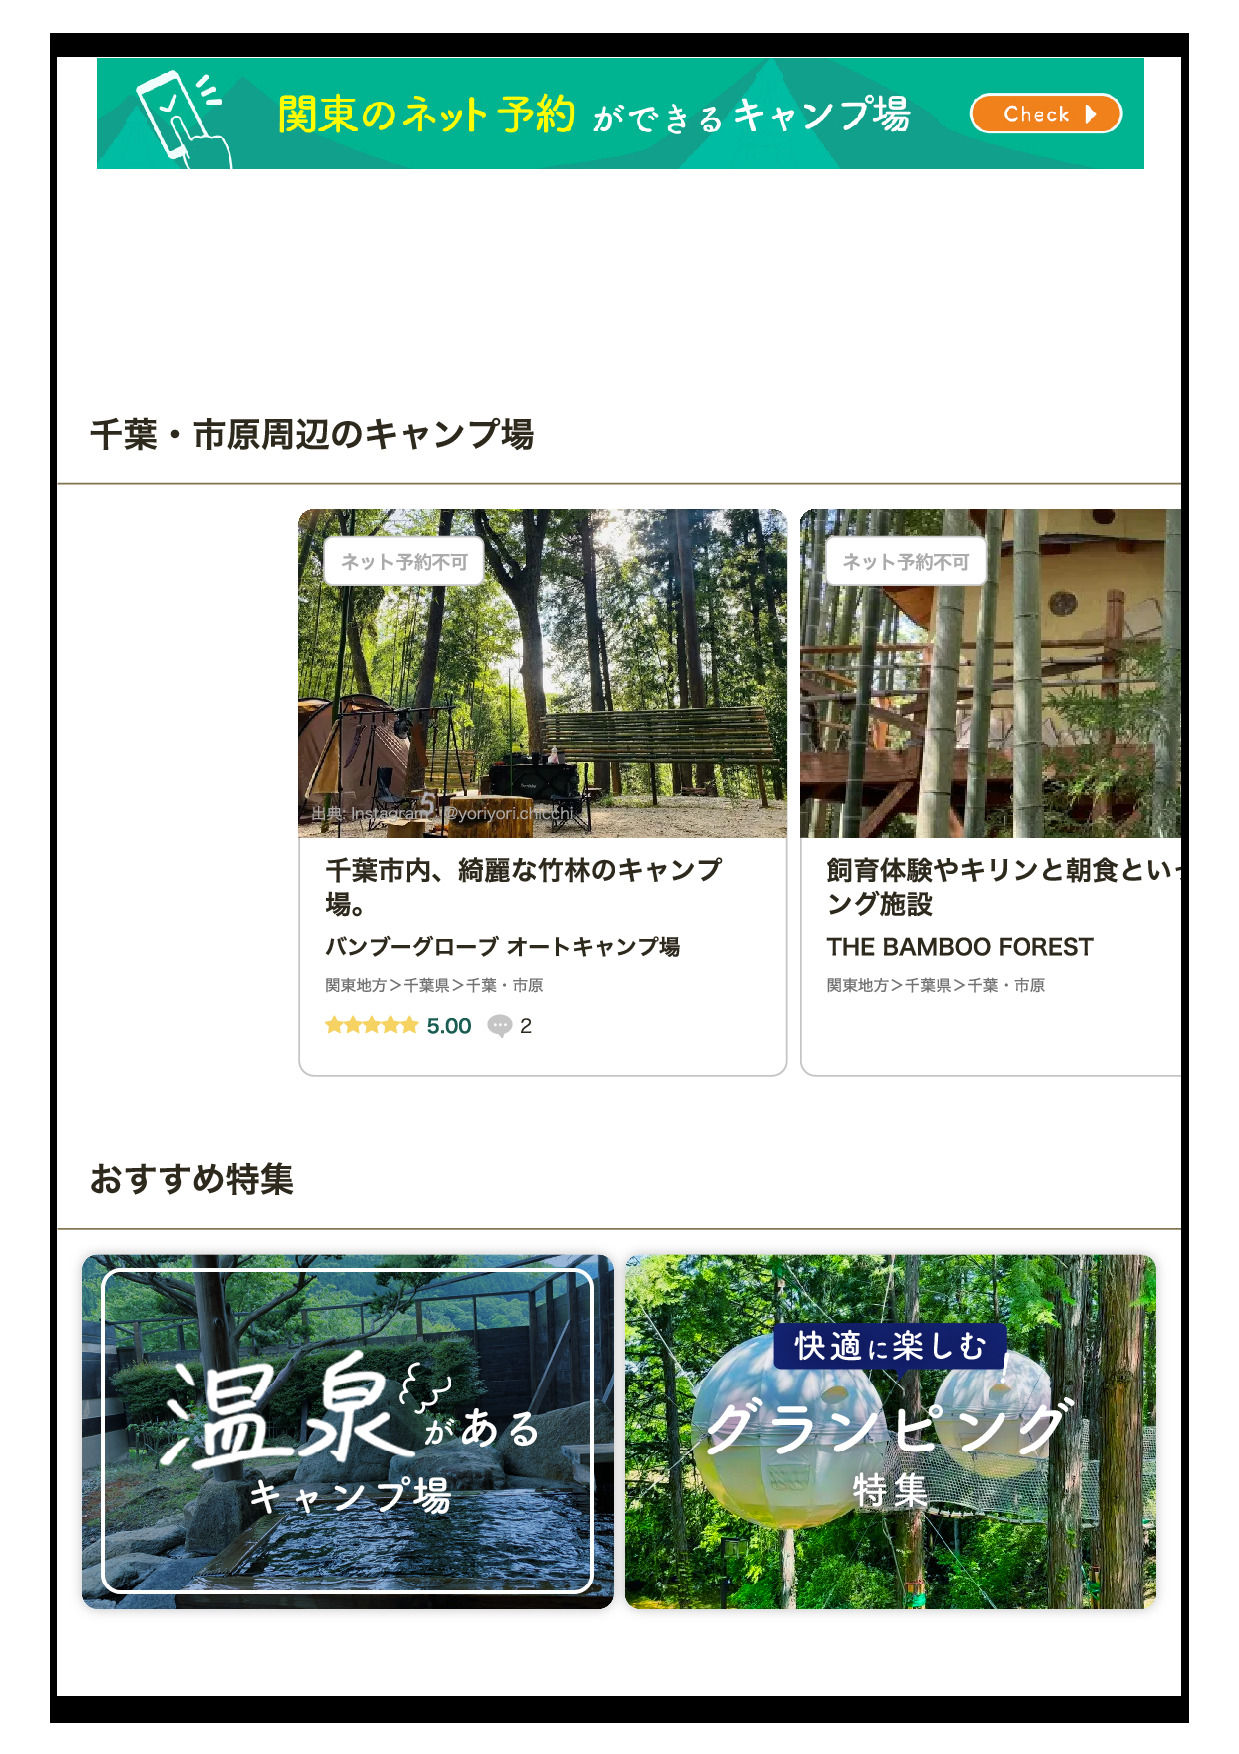 関東のネット予約ができるキャンプ場
Check
千葉・市原周辺のキャンプ場
ネット予約不可
ネット予約不可
出典: Instagram @yoriyori.chicchi
千葉市内、綺麗な竹林のキャンプ
場。
バンブーグローブ オートキャンプ場
関東地方＞千葉県＞千葉・市原
5.00 2
飼育体験やキリンと朝食といっ
ング施設
THE BAMBOO FOREST
関東地方＞千葉県＞千葉・市原
おすすめ特集
温泉がある
キャンプ場
快適に楽しむ
グランピング
特集